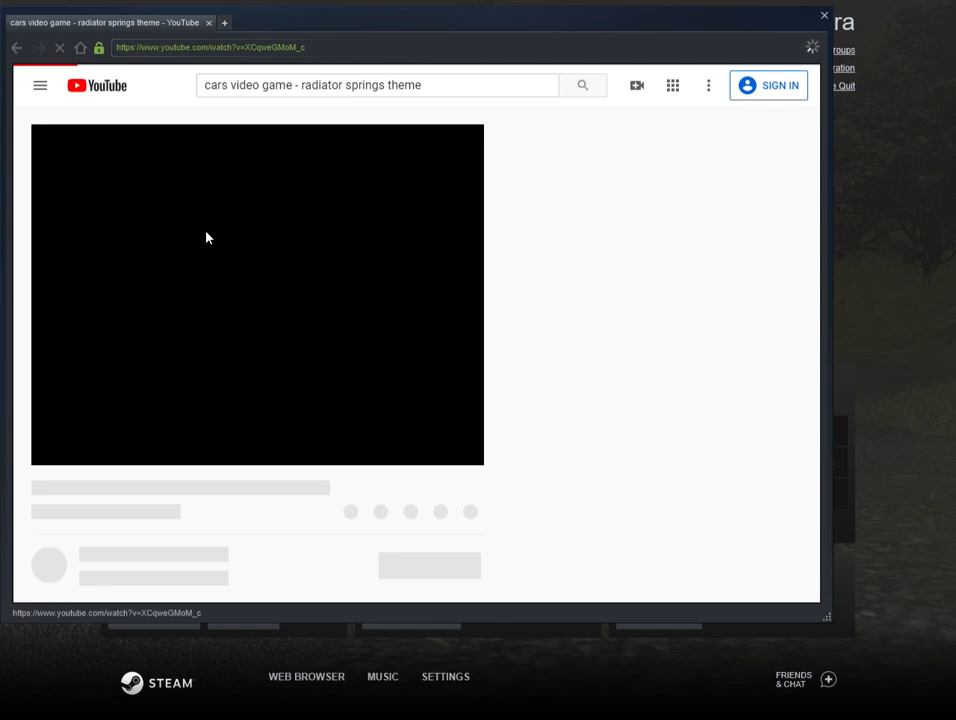 cars video game - radiator springs theme - YouTube
ra
https://www.youtube.com/watch?v=XCqweGMoM_c
roups
ration
e Quit
YouTube
cars video game - radiator springs theme
SIGN IN
https://www.youtube.com/watch?v=XCqweGMoM_c
STEAM
WEB BROWSER
MUSIC
SETTINGS
FRIENDS
& CHAT